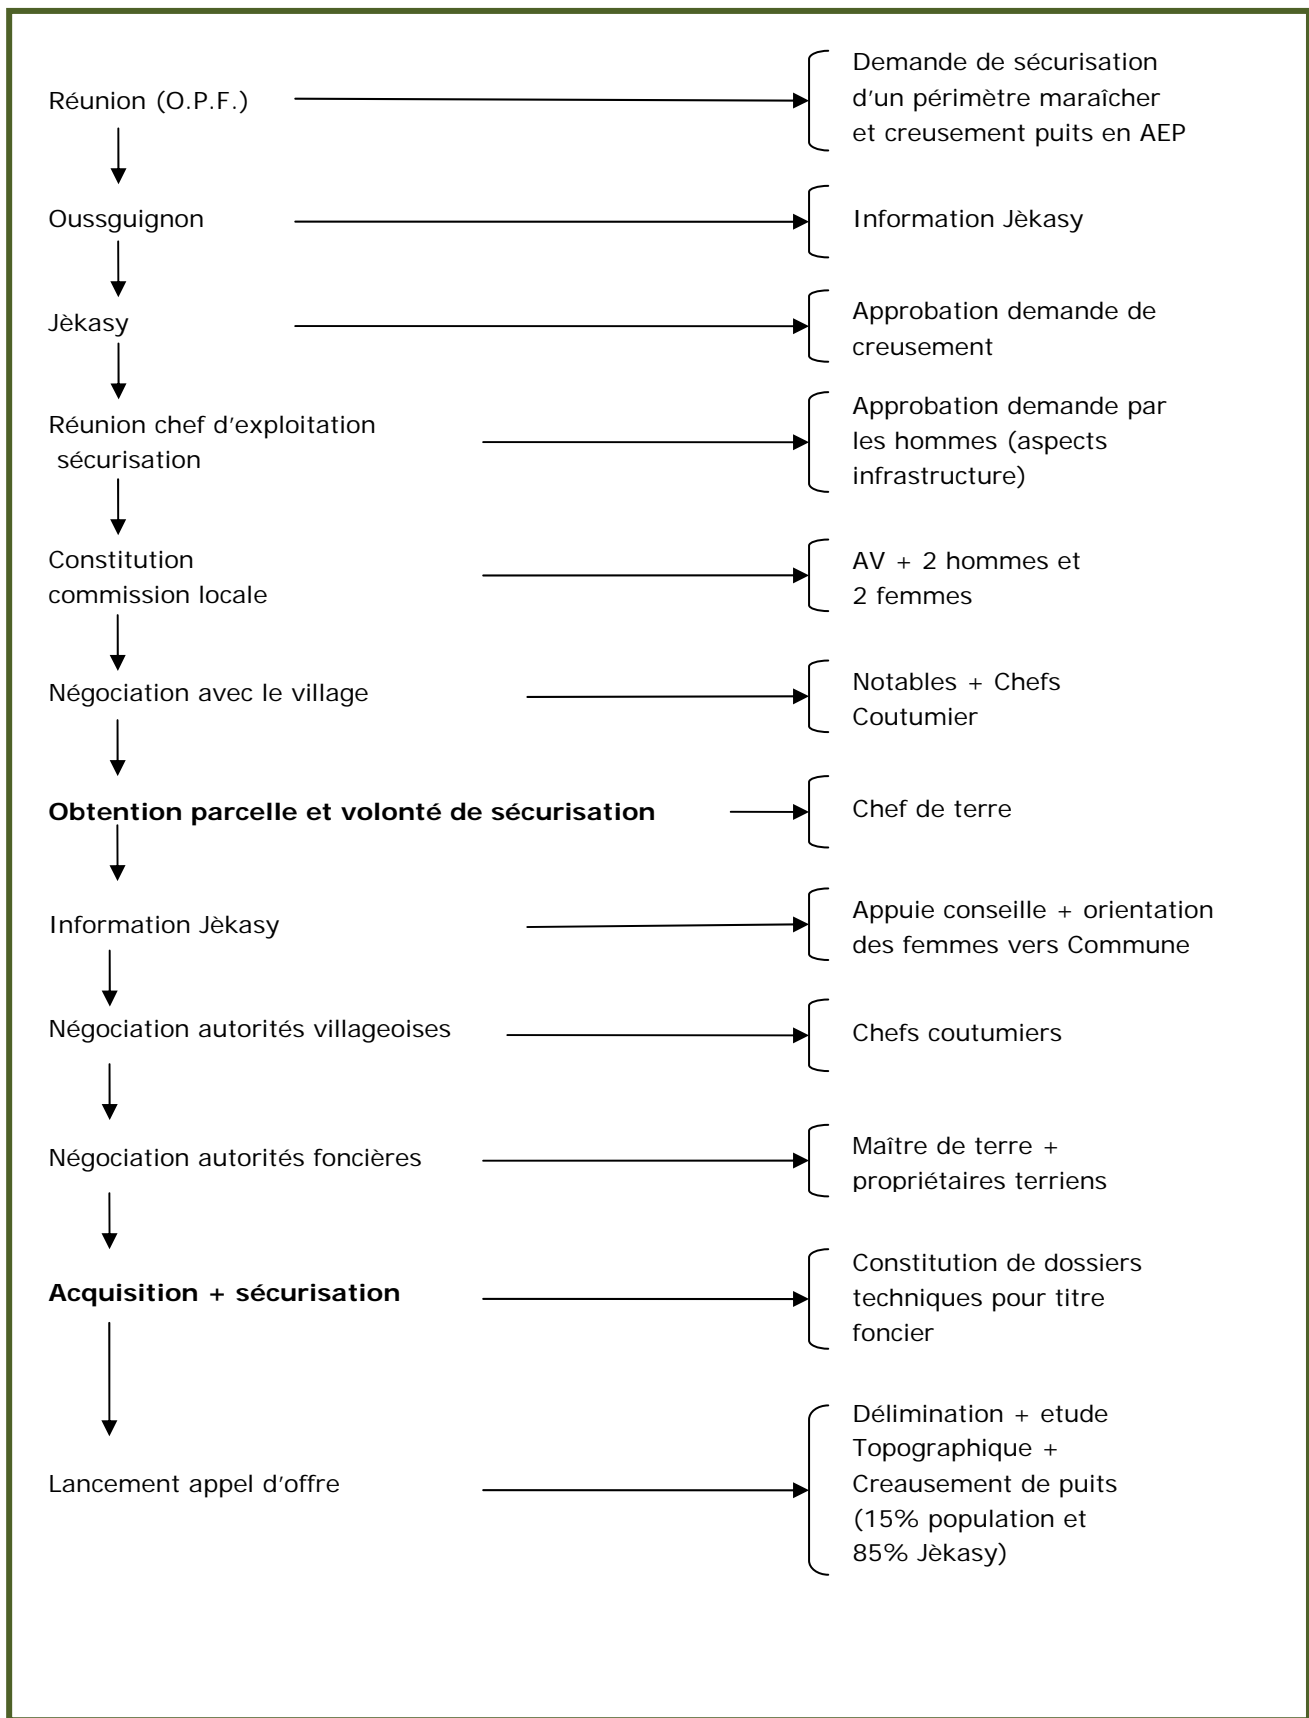 Réunion (O.P.F.)
Demande de sécurisation
d'un périmètre maraîcher
et creusement puits en AEP
Oussguignon
Information Jèkasy
Jèkasy
Approbation demande de
creusement
Réunion chef d'exploitation
sécurisation
Approbation demande par
les hommes (aspects
infrastructure)
Constitution
commission locale
AV + 2 hommes et
2 femmes
Négociation avec le village
Notables + Chefs
Coutumier
Obtention parcelle et volonté de sécurisation
Chef de terre
Information Jèkasy
Appuie conseille + orientation
des femmes vers Commune
Négociation autorités villageoises
Chefs coutumiers
Négociation autorités foncières
Maître de terre +
propriétaires terriens
Acquisition + sécurisation
Constitution de dossiers
techniques pour titre
foncier
Lancement appel d'offre
Délimination + etude
Topographique +
Creausement de puits
(15% population et
85% Jèkasy)